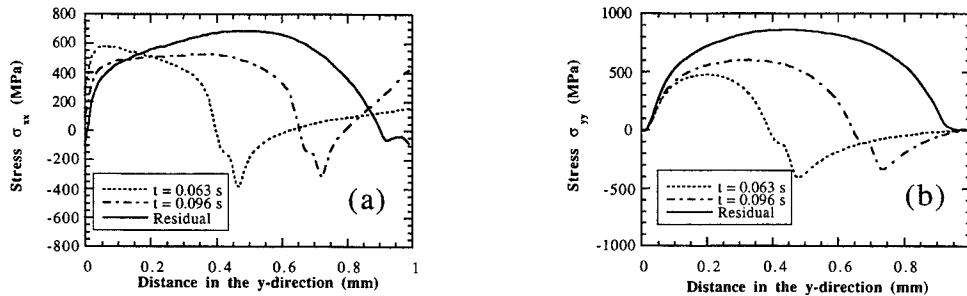 800
600
400
200
0
-200
-400
-600
-800
Stress σxx (MPa)
t = 0.063 s
t = 0.096 s
Residual
(a)
0 0.2 0.4 0.6 0.8 1
Distance in the y-direction (mm)
1000
500
0
-500
-1000
Stress σyy (MPa)
t = 0.063 s
t = 0.096 s
Residual
(b)
0 0.2 0.4 0.6 0.8
Distance in the y-direction (mm)